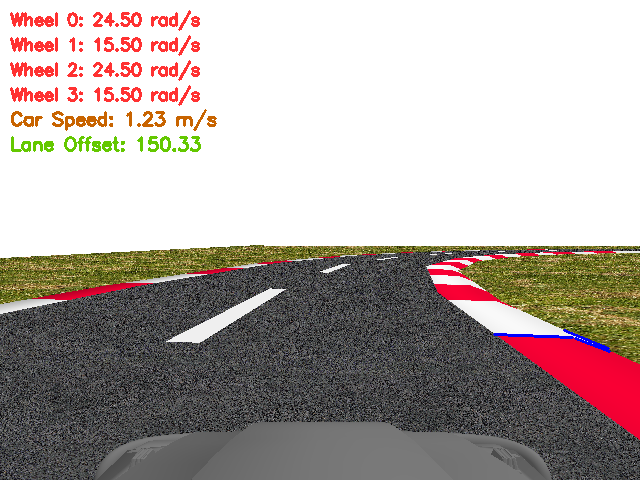 Wheel 0: 24.50 rad/s
Wheel 1: 15.50 rad/s
Wheel 2: 24.50 rad/s
Wheel 3: 15.50 rad/s
Car Speed: 1.23 m/s
Lane Offset: 150.33